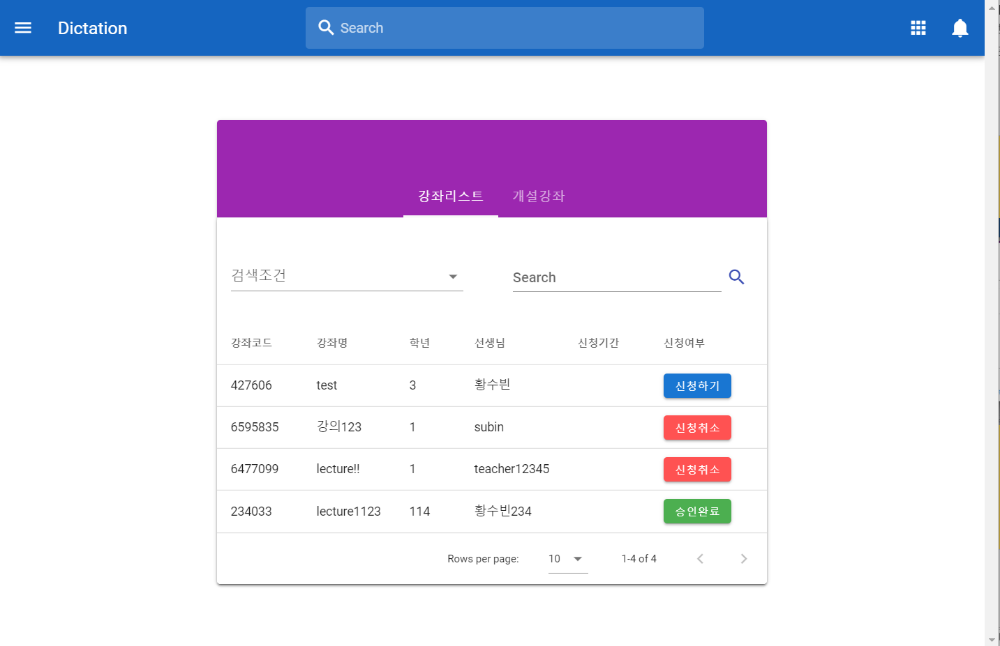 Dictation
Search
강좌리스트 개설강좌
검색조건 Search
강좌코드 강좌명 학년 선생님 신청기간 신청여부
427606 test 3 황수빈 신청하기
6595835 강의123 1 subin 신청취소
6477099 lecture!! 1 teacher12345 신청취소
234033 lecture1123 114 황수빈234 승인완료
Rows per page: 10 1-4 of 4